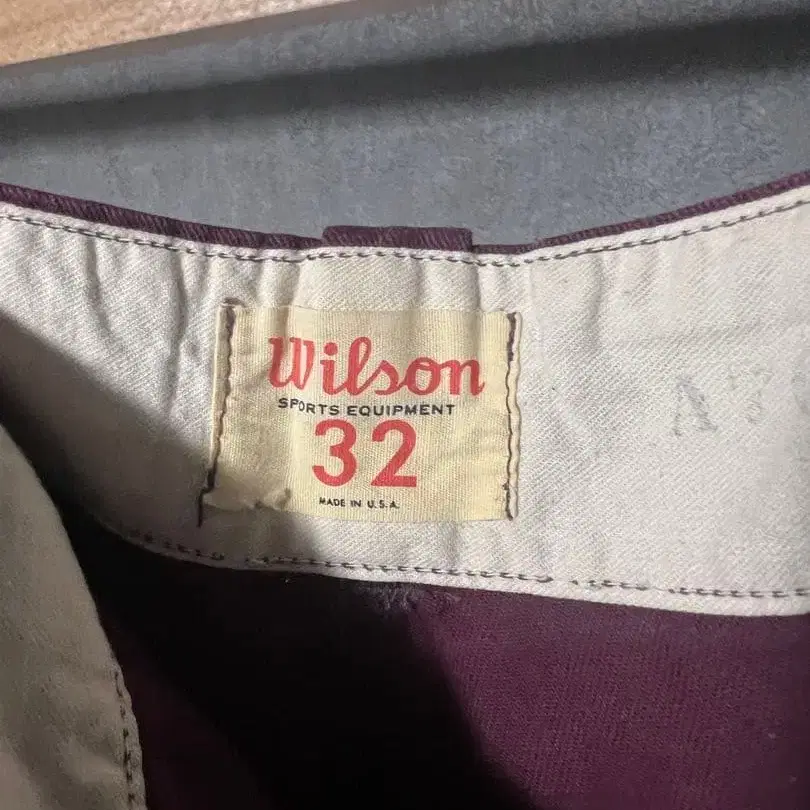 Wilson
SPORTS EQUIPMENT
32
MADE IN U.S.A.